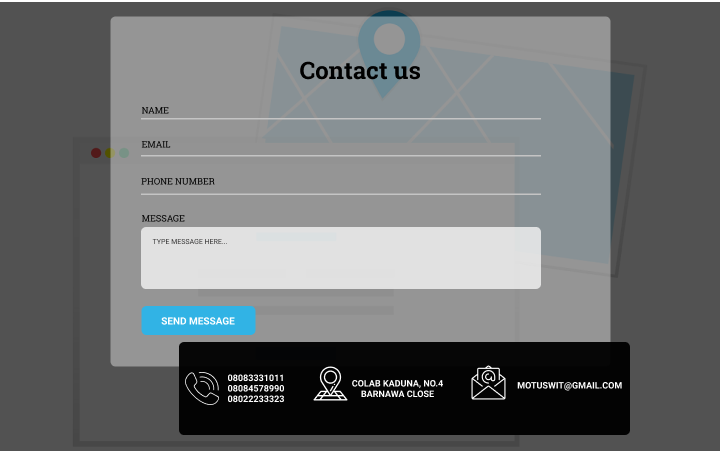 Contact us
NAME
EMAIL
PHONE NUMBER
MESSAGE
TYPE MESSAGE HERE...
SEND MESSAGE
08083331011
08084578990
08022233323
COLAB KADUNA, NO.4
BARNAWA CLOSE
@
MOTUSWIT@GMAIL.COM